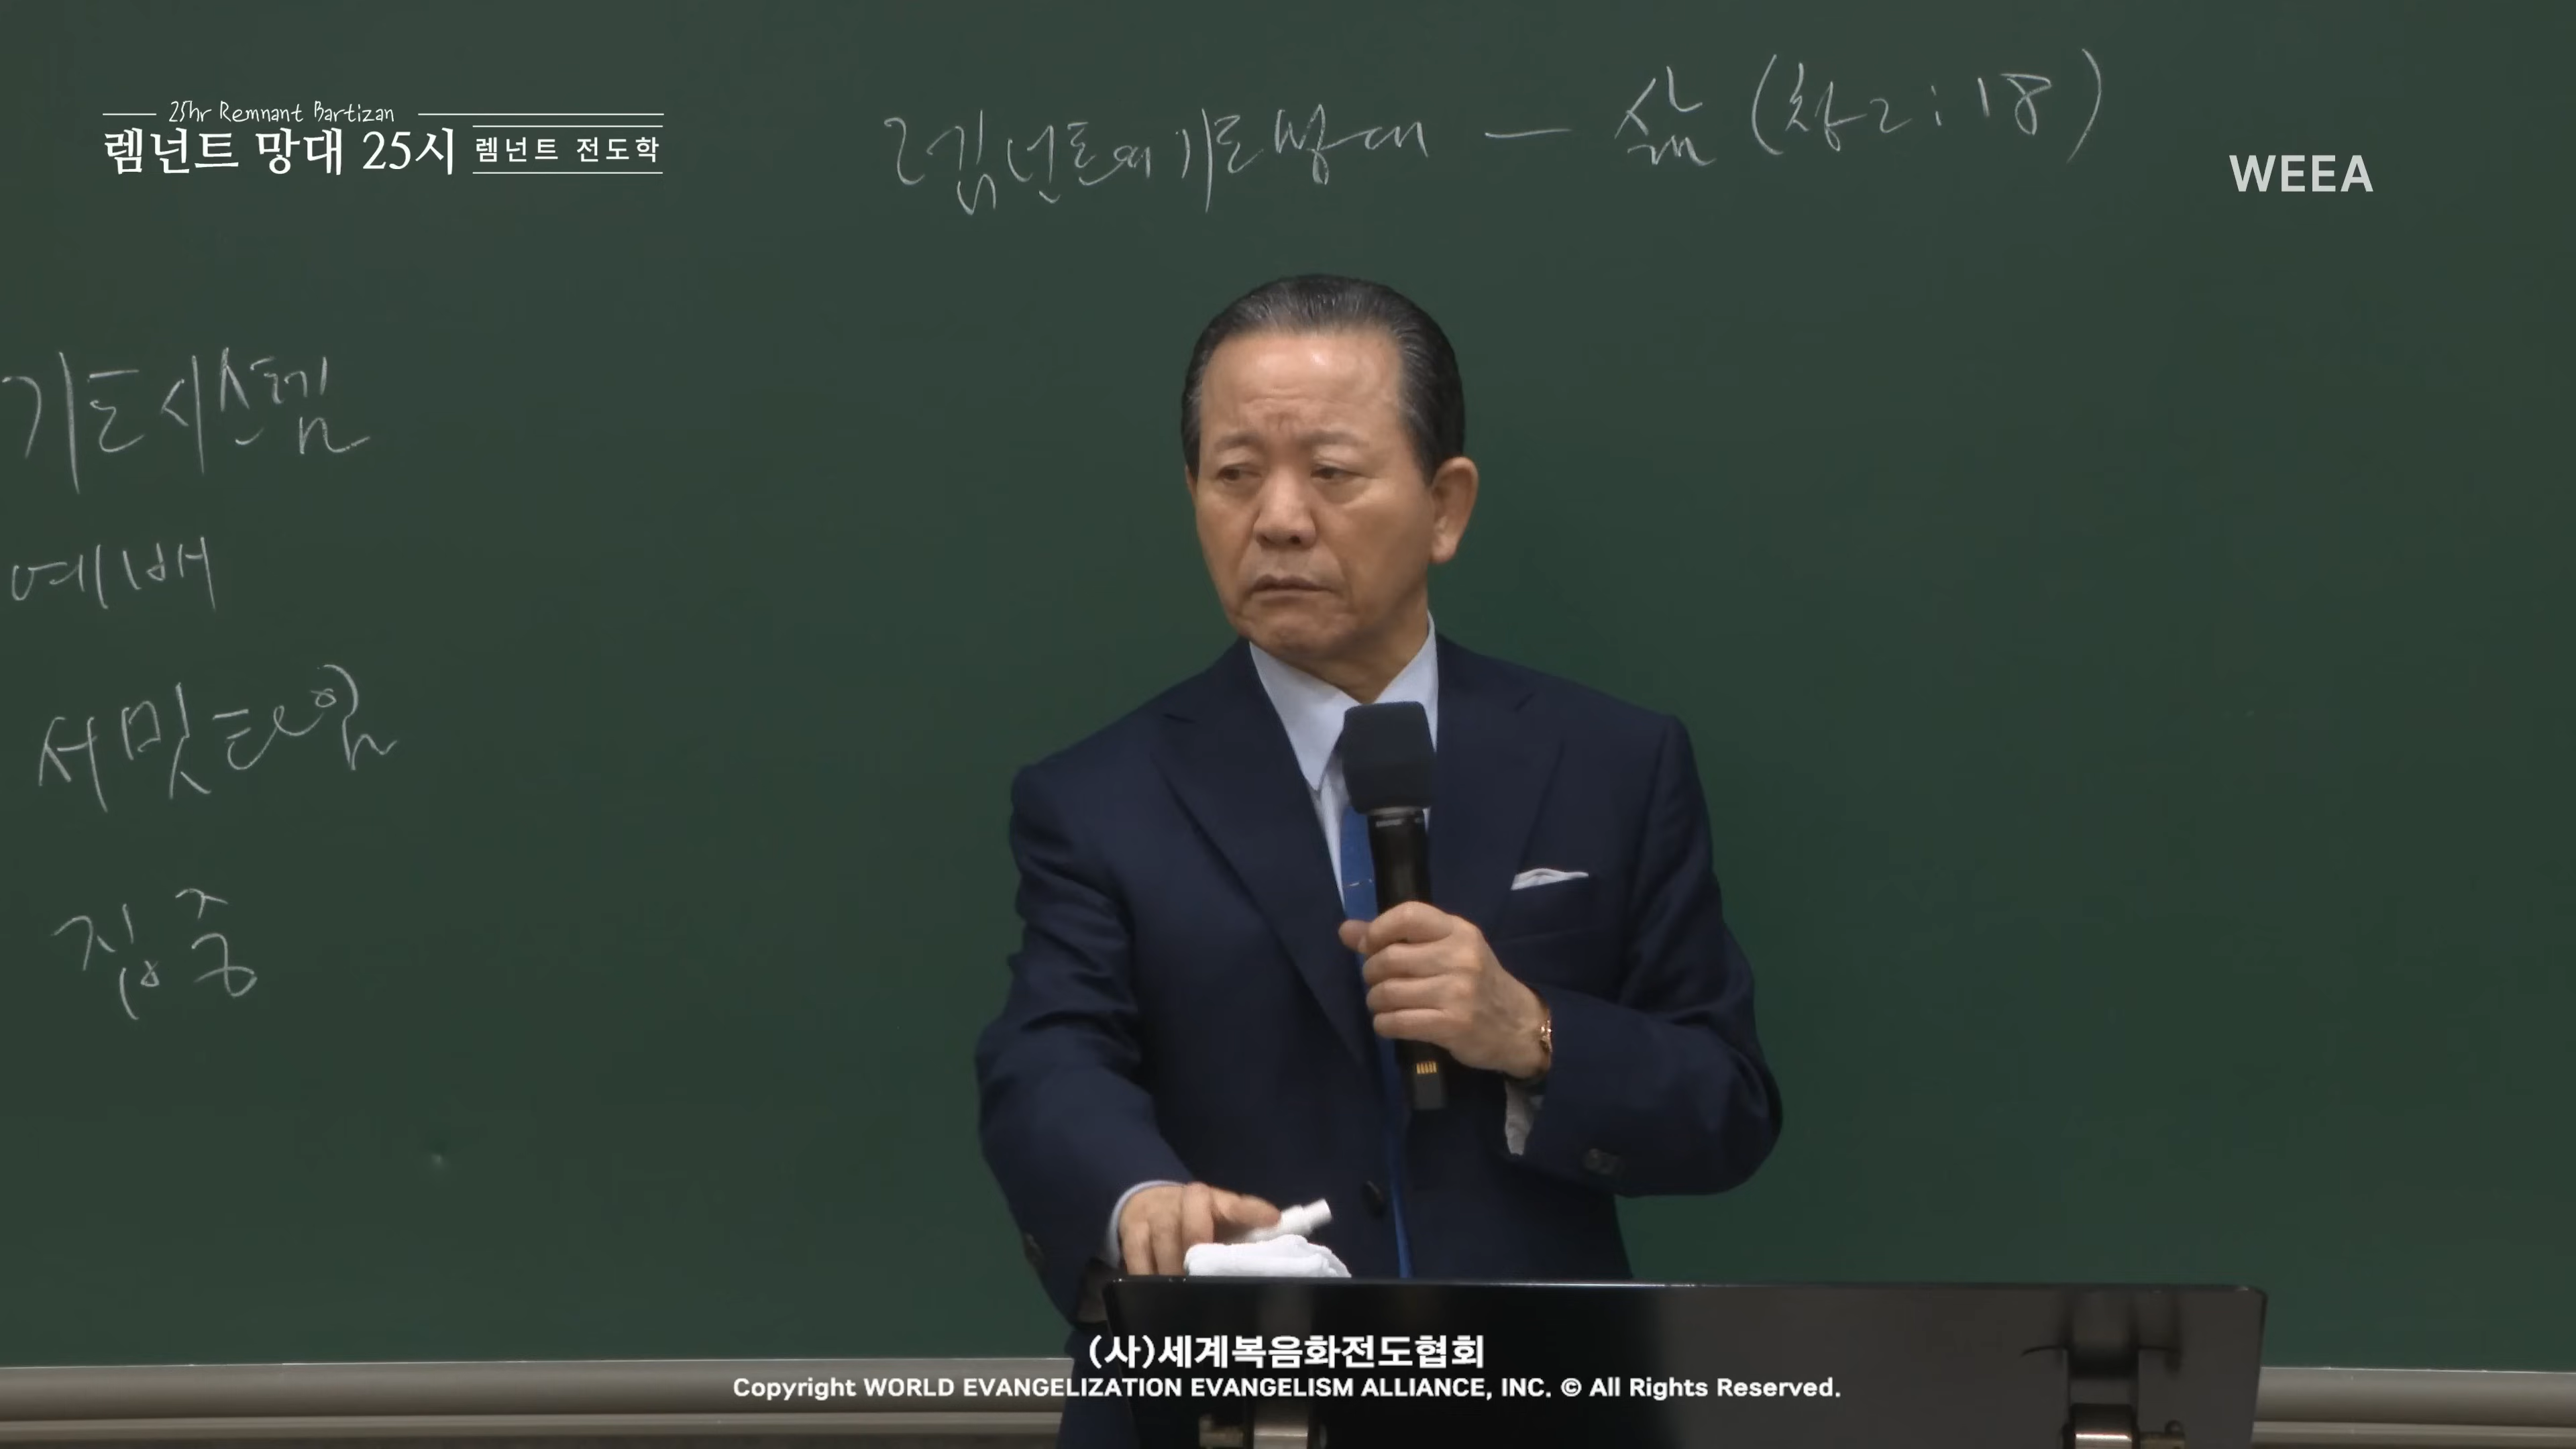 25hr Remnant Bartizan
렘넌트 망대 25시 렘넌트 전도학
렘넌트의 기도망대 — 삶 (창2:18)
WEEA
기도시스템
예배
서밋타임
집중
(사)세계복음화전도협회
Copyright WORLD EVANGELIZATION EVANGELISM ALLIANCE, INC. © All Rights Reserved.